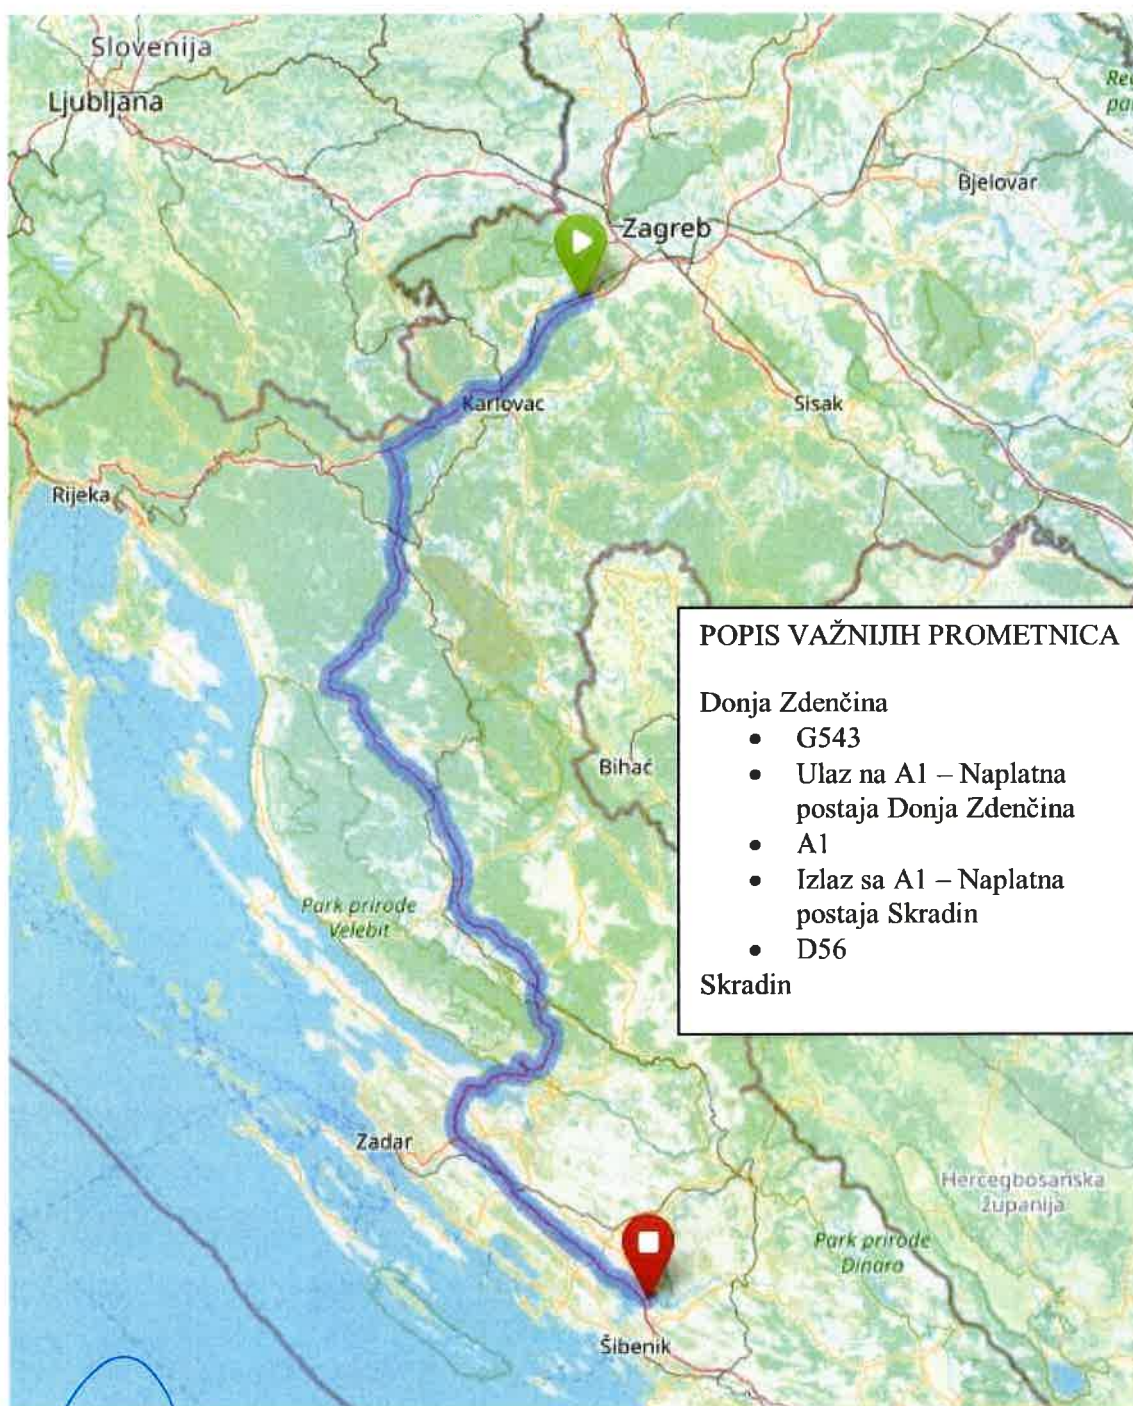 Slovenija
Ljubljana
Bjelovar
Zagreb
Karlovac
Sisak
Rijeka
POPIS VAŽNIJIH PROMETNICA
Donja Zdenčina
• G543
• Ulaz na A1 – Naplatna
postaja Donja Zdenčina
• A1
• Izlaz sa A1 – Naplatna
postaja Skradin
• D56
Skradin
Bihać
Park prirode
Velebit
Zadar
Hercegbosanska
županija
Park prirode
Dinara
Šibenik